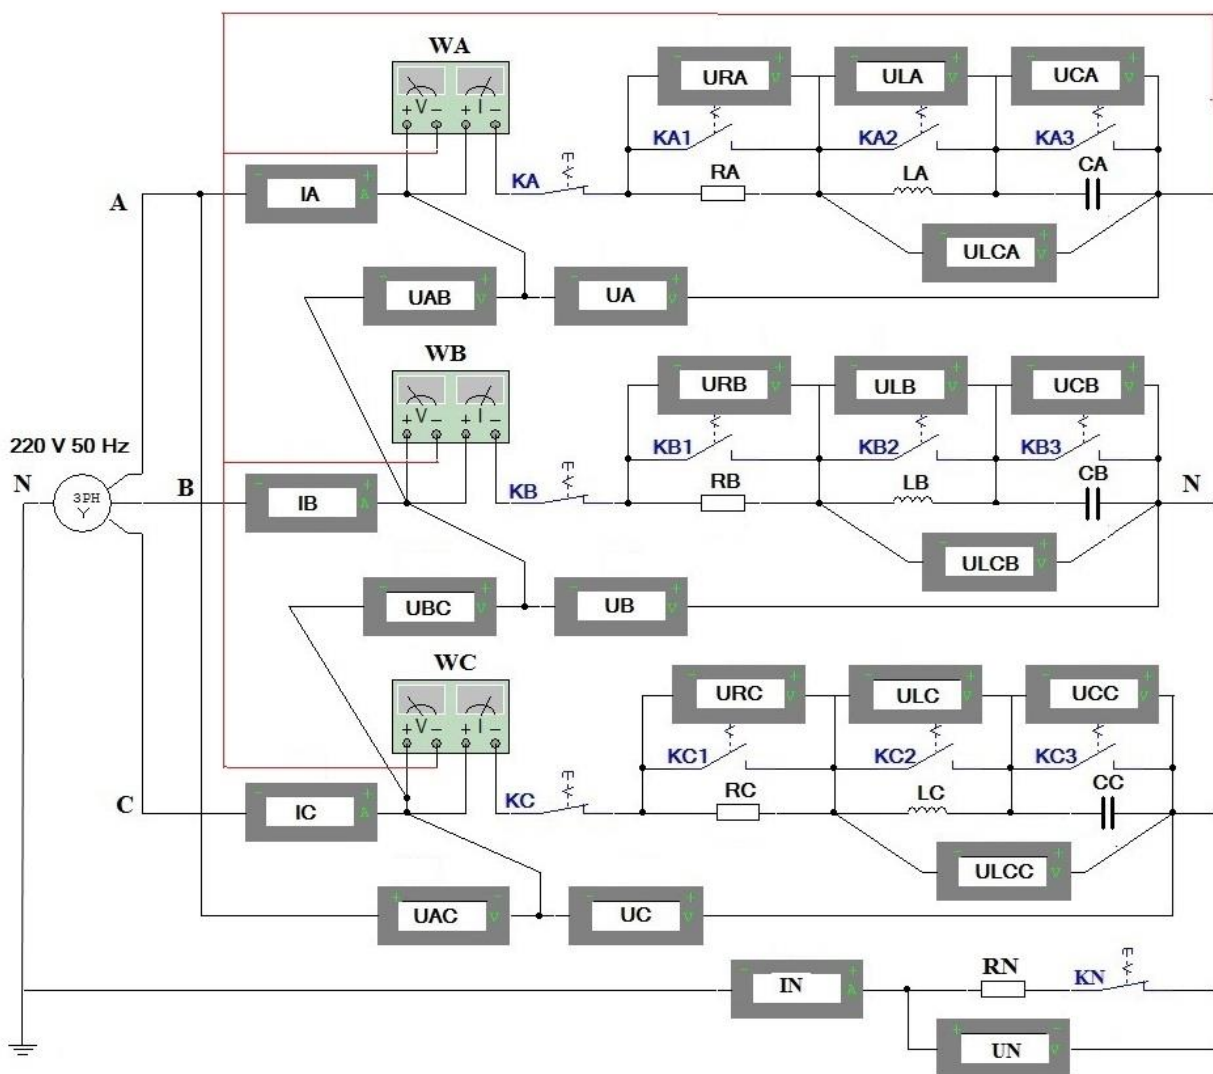 WA
V I
+ - + -
URA ULA UCA
KA1 KA2 KA3
E
KA RA LA CA
A IA
ULCA
UAB UA
WB
V I
+ - + -
URB ULB UCB
220 V 50 Hz
KB1 KB2 KB3
E
N B KB RB LB CB N
3PH
Y
IB
ULCB
UBC UB
WC
V I
+ - + -
URC ULC UCC
KC1 KC2 KC3
E
KC RC LC CC
C IC
ULCC
UAC UC
E
IN RN KN
UN